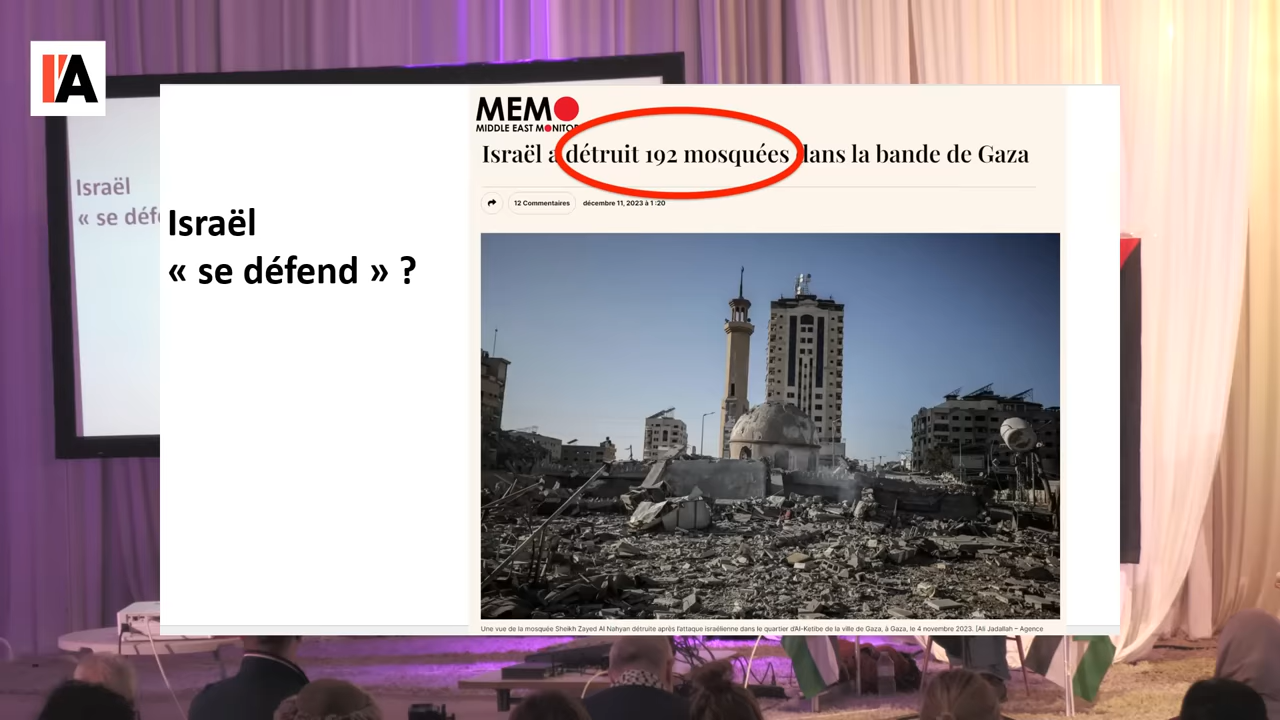 I'A
Israël
« se défe
Israël
« se défend » ?
MEMO
MIDDLE EAST MONITOR
Israël a détruit 192 mosquées dans la bande de Gaza
12 Commentaires
décembre 11, 2023 à 1:20
Une vue de la mosquée Sheikh Zayed Al Nahyan détruite après l'attaque israélienne dans le quartier d'Al-Ketibe de la ville de Gaza, à Gaza, le 4 novembre 2023. [Ali Jadallah – Agence